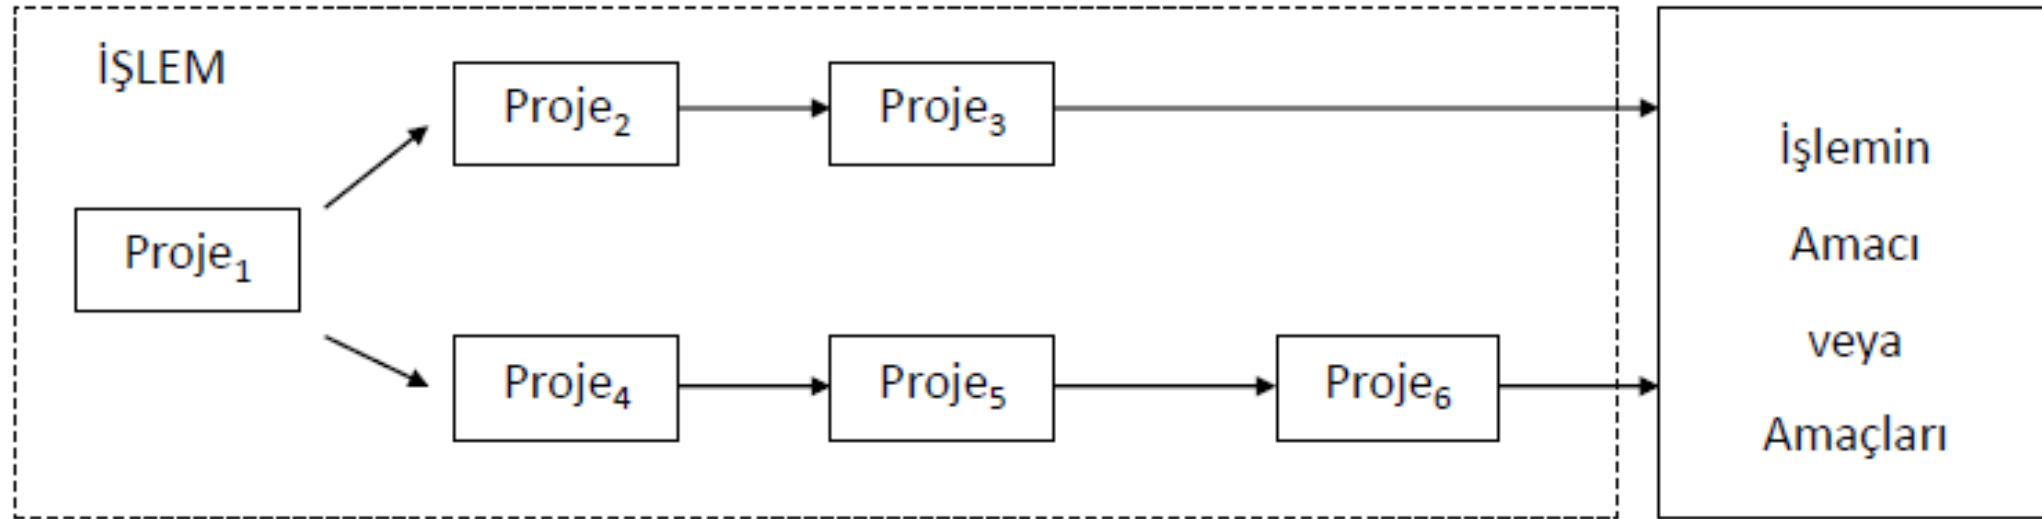 İŞLEM
Proje₂
Proje₃
Proje₁
Proje₄
Proje₅
Proje₆
İşlemin
Amacı
veya
Amaçları